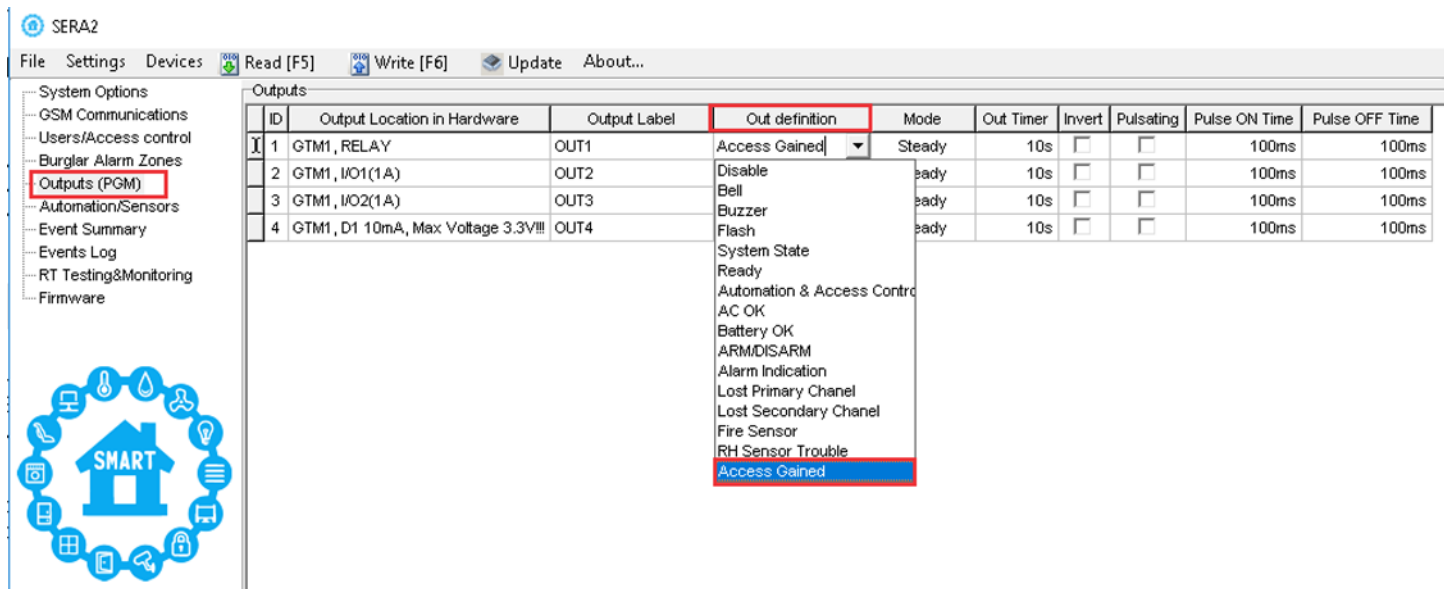 SERA2
File Settings Devices Read [F5] Write [F6] Update About...
System Options
GSM Communications
Users/Access control
Burglar Alarm Zones
Outputs (PGM)
Automation/Sensors
Event Summary
Events Log
RT Testing&Monitoring
Firmware
SMART
Outputs
ID Output Location in Hardware Output Label Out definition Mode Out Timer Invert Pulsating Pulse ON Time Pulse OFF Time
1 GTM1, RELAY OUT1 Access Gained Steady 10s 100ms 100ms
2 GTM1, I/O1(1A) OUT2 eady 10s 100ms 100ms
3 GTM1, I/O2(1A) OUT3 eady 10s 100ms 100ms
4 GTM1, D1 10mA, Max Voltage 3.3V!!! OUT4 eady 10s 100ms 100ms
Disable
Bell
Buzzer
Flash
System State
Ready
Automation & Access Contro
AC OK
Battery OK
ARM/DISARM
Alarm Indication
Lost Primary Chanel
Lost Secondary Chanel
Fire Sensor
RH Sensor Trouble
Access Gained